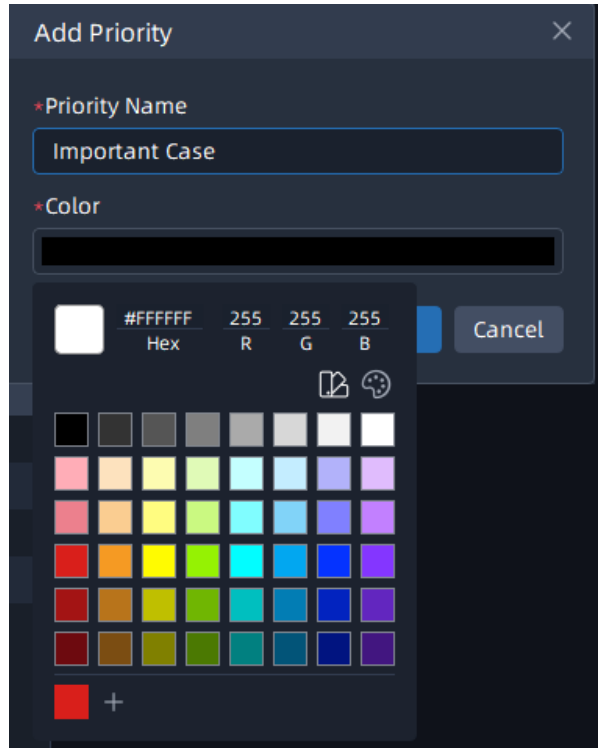 Add Priority
*Priority Name
Important Case
*Color
#FFFFFF 255 255 255
Hex R G B
Cancel